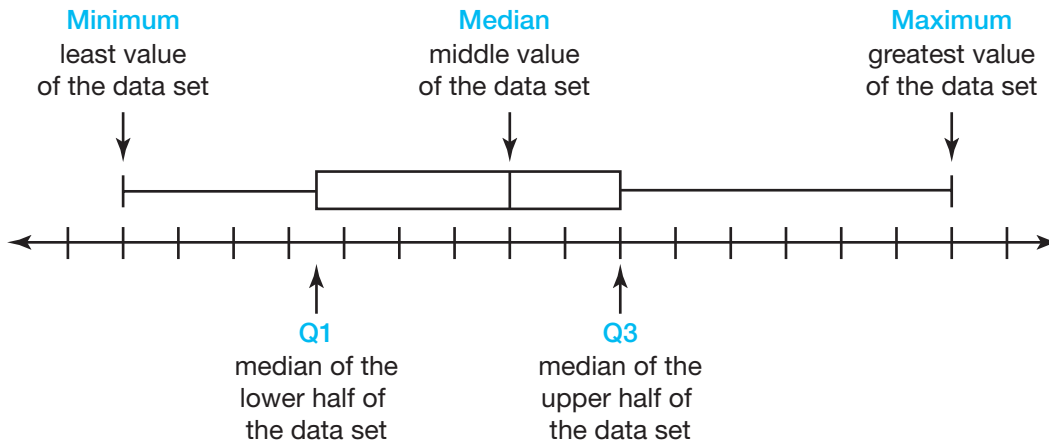 Minimum
least value
of the data set
Median
middle value
of the data set
Maximum
greatest value
of the data set
Q1
median of the
lower half of
the data set
Q3
median of the
upper half of
the data set